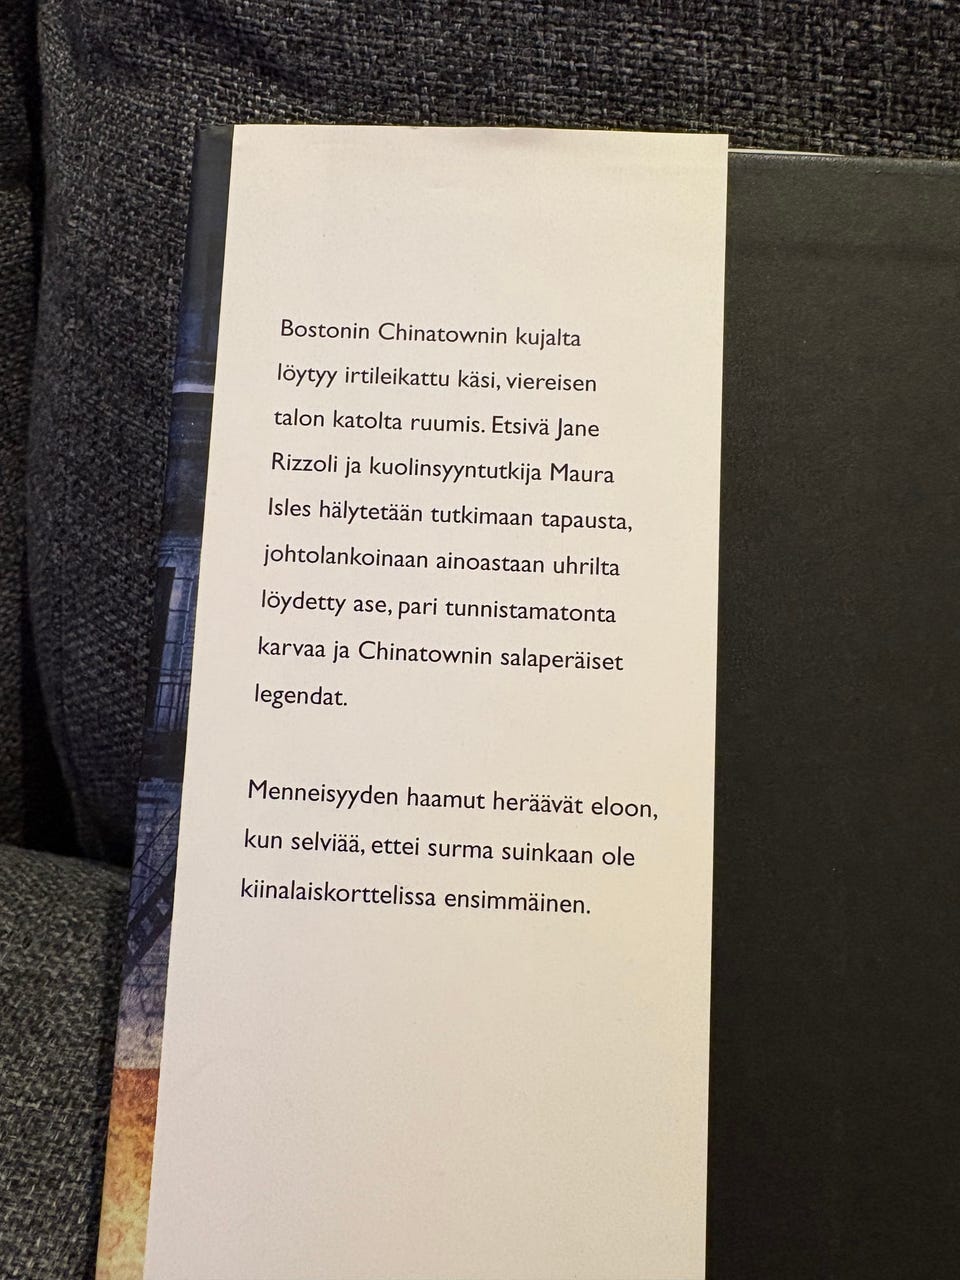 Bostonin Chinatownin kujalta
löytyy irtileikattu käsi, viereisen
talon katolta ruumis. Etsivä Jane
Rizzoli ja kuolinsyyntutkija Maura
Isles hälytetään tutkimaan tapausta,
johtolankoinaan ainoastaan uhrilta
löydetty ase, pari tunnistamatonta
karvaa ja Chinatownin salaperäiset
legendat.
Menneisyyden haamut heräävät eloon,
kun selviää, ettei surma suinkaan ole
kiinalaiskorttelissa ensimmäinen.